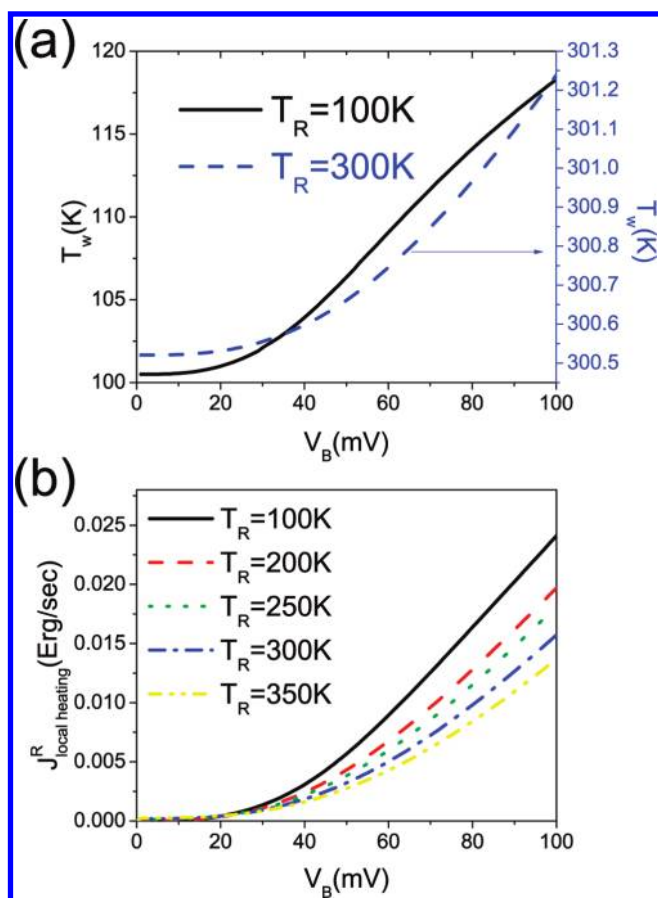 (a)
T_R=100K
T_R=300K
T_w(K)
115
110
105
100
301.3
301.2
301.1
301.0
300.9
300.8
300.7
300.6
300.5
T_w(K)
0 20 40 60 80 100
V_B(mV)
(b)
T_R=100K
T_R=200K
T_R=250K
T_R=300K
T_R=350K
J^R_local heating(Erg/sec)
0.025
0.020
0.015
0.010
0.005
0.000
0 20 40 60 80 100
V_B(mV)